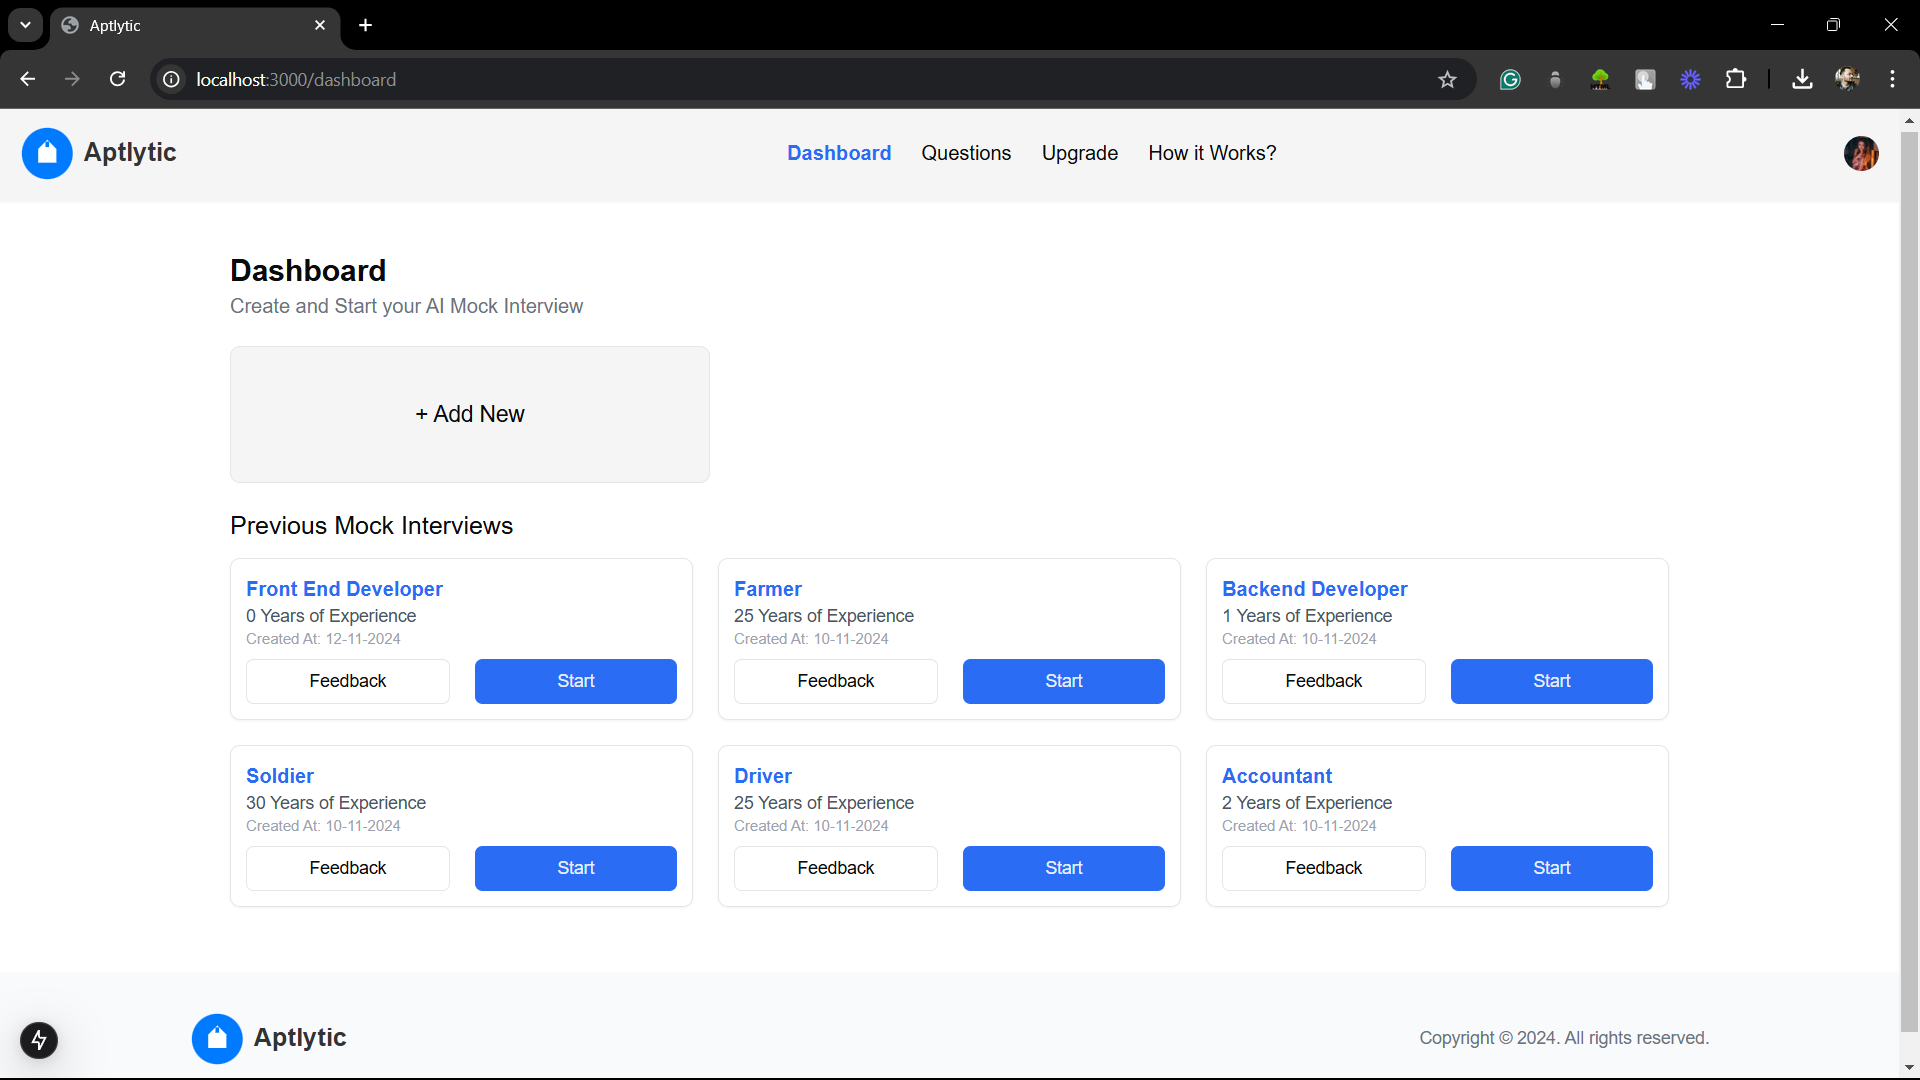 Aptlytic
localhost:3000/dashboard
Aptlytic
Dashboard Questions Upgrade How it Works?
Dashboard
Create and Start your AI Mock Interview
+ Add New
Previous Mock Interviews
Front End Developer
0 Years of Experience
Created At: 12-11-2024
Feedback Start
Farmer
25 Years of Experience
Created At: 10-11-2024
Feedback Start
Backend Developer
1 Years of Experience
Created At: 10-11-2024
Feedback Start
Soldier
30 Years of Experience
Created At: 10-11-2024
Feedback Start
Driver
25 Years of Experience
Created At: 10-11-2024
Feedback Start
Accountant
2 Years of Experience
Created At: 10-11-2024
Feedback Start
Aptlytic
Copyright © 2024. All rights reserved.